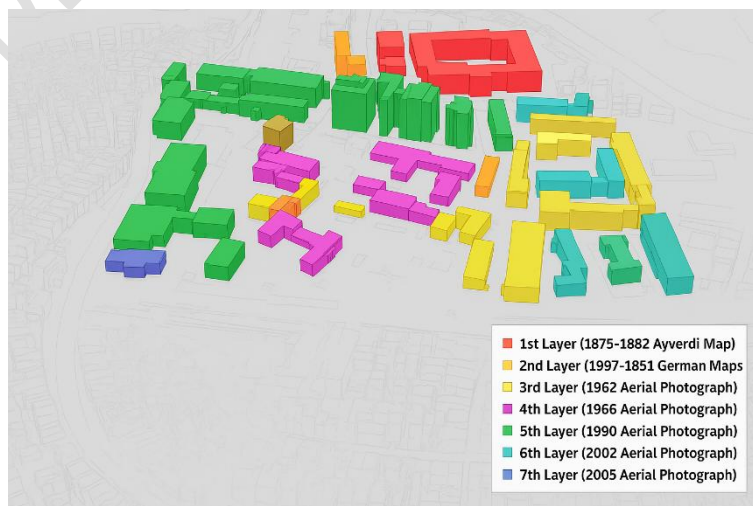 1st Layer (1875-1882 Ayverdi Map)
2nd Layer (1997-1851 German Maps
3rd Layer (1962 Aerial Photograph)
4th Layer (1966 Aerial Photograph)
5th Layer (1990 Aerial Photograph)
6th Layer (2002 Aerial Photograph)
7th Layer (2005 Aerial Photograph)